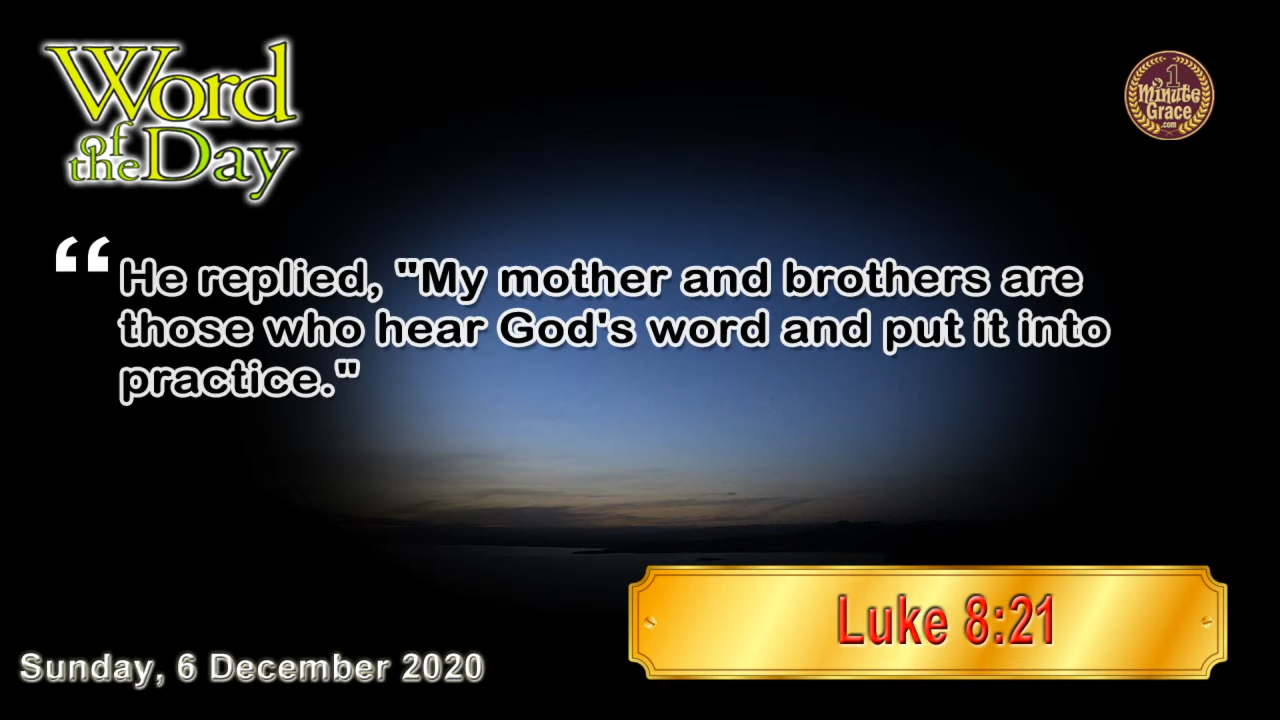 Word
of
the Day
1
Minute
Grace
.com
“He replied, "My mother and brothers are
those who hear God's word and put it into
practice."
Luke 8:21
Sunday, 6 December 2020